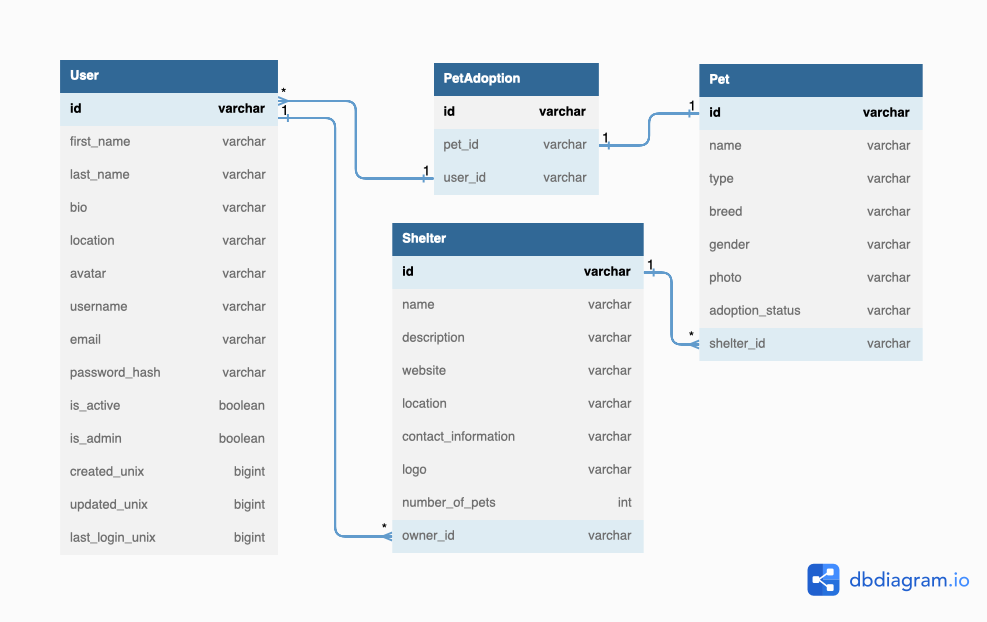 User
id varchar
first_name varchar
last_name varchar
bio varchar
location varchar
avatar varchar
username varchar
email varchar
password_hash varchar
is_active boolean
is_admin boolean
created_unix bigint
updated_unix bigint
last_login_unix bigint
*
1
PetAdoption
id varchar
pet_id varchar
user_id varchar
1
1
Shelter
id varchar
name varchar
description varchar
website varchar
location varchar
contact_information varchar
logo varchar
number_of_pets int
owner_id varchar
*
1
Pet
id varchar
name varchar
type varchar
breed varchar
gender varchar
photo varchar
adoption_status varchar
shelter_id varchar
1
*
dbdiagram.io